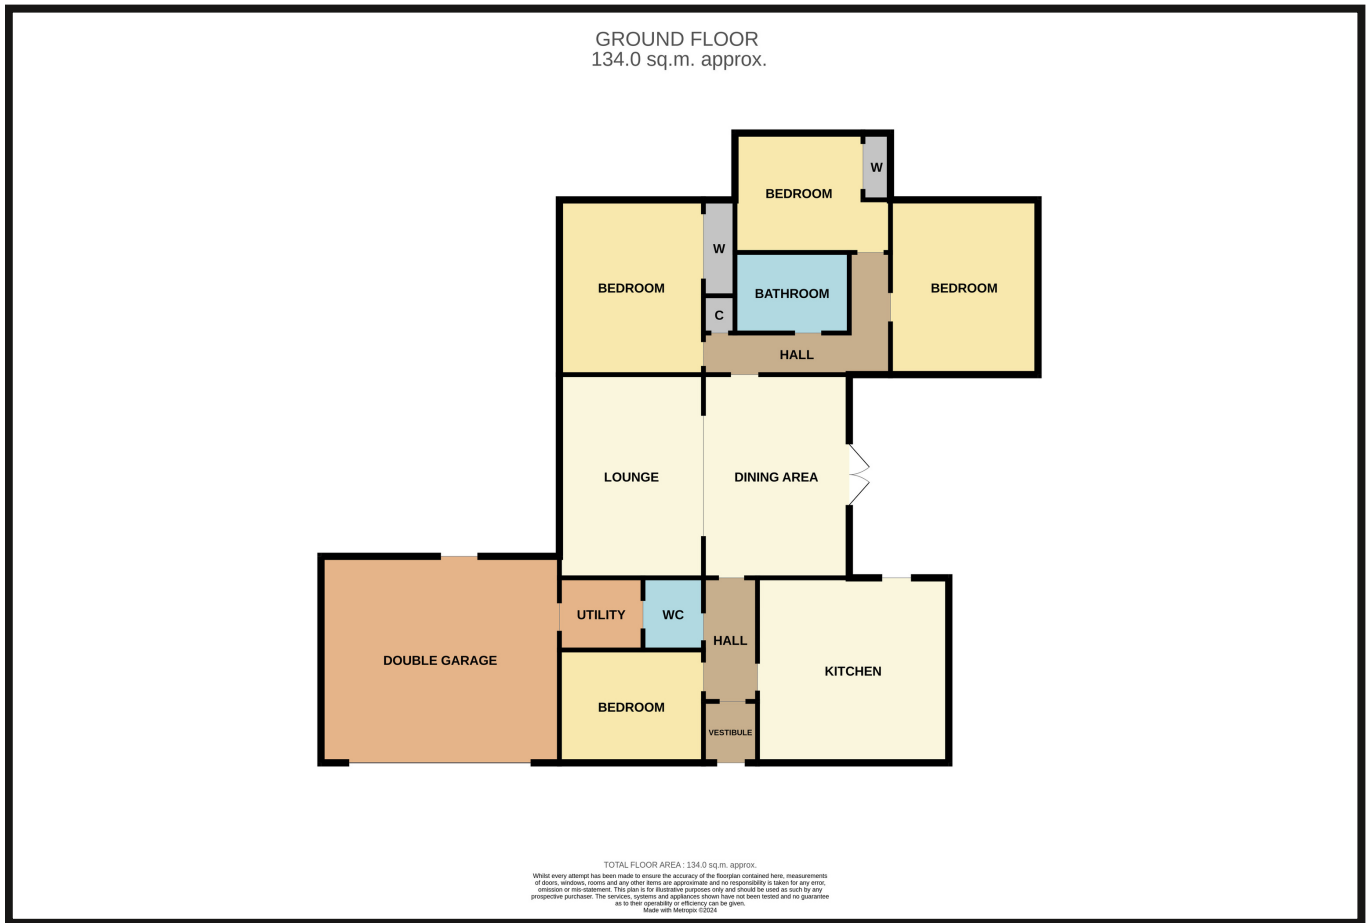 GROUND FLOOR
134.0 sq.m. approx.
W
BEDROOM
W
BEDROOM
BATHROOM
BEDROOM
C
HALL
LOUNGE
DINING AREA
UTILITY
WC
HALL
DOUBLE GARAGE
KITCHEN
BEDROOM
VESTIBULE
TOTAL FLOOR AREA : 134.0 sq.m. approx.
Whilst every attempt has been made to ensure the accuracy of the floorplan contained here, measurements
of doors, windows, rooms and any other items are approximate and no responsibility is taken for any error,
omission or mis-statement. This plan is for illustrative purposes only and should be used as such by any
prospective purchaser. The services, systems and appliances shown have not been tested and no guarantee
as to their operability or efficiency can be given.
Made with Metropix ©2024